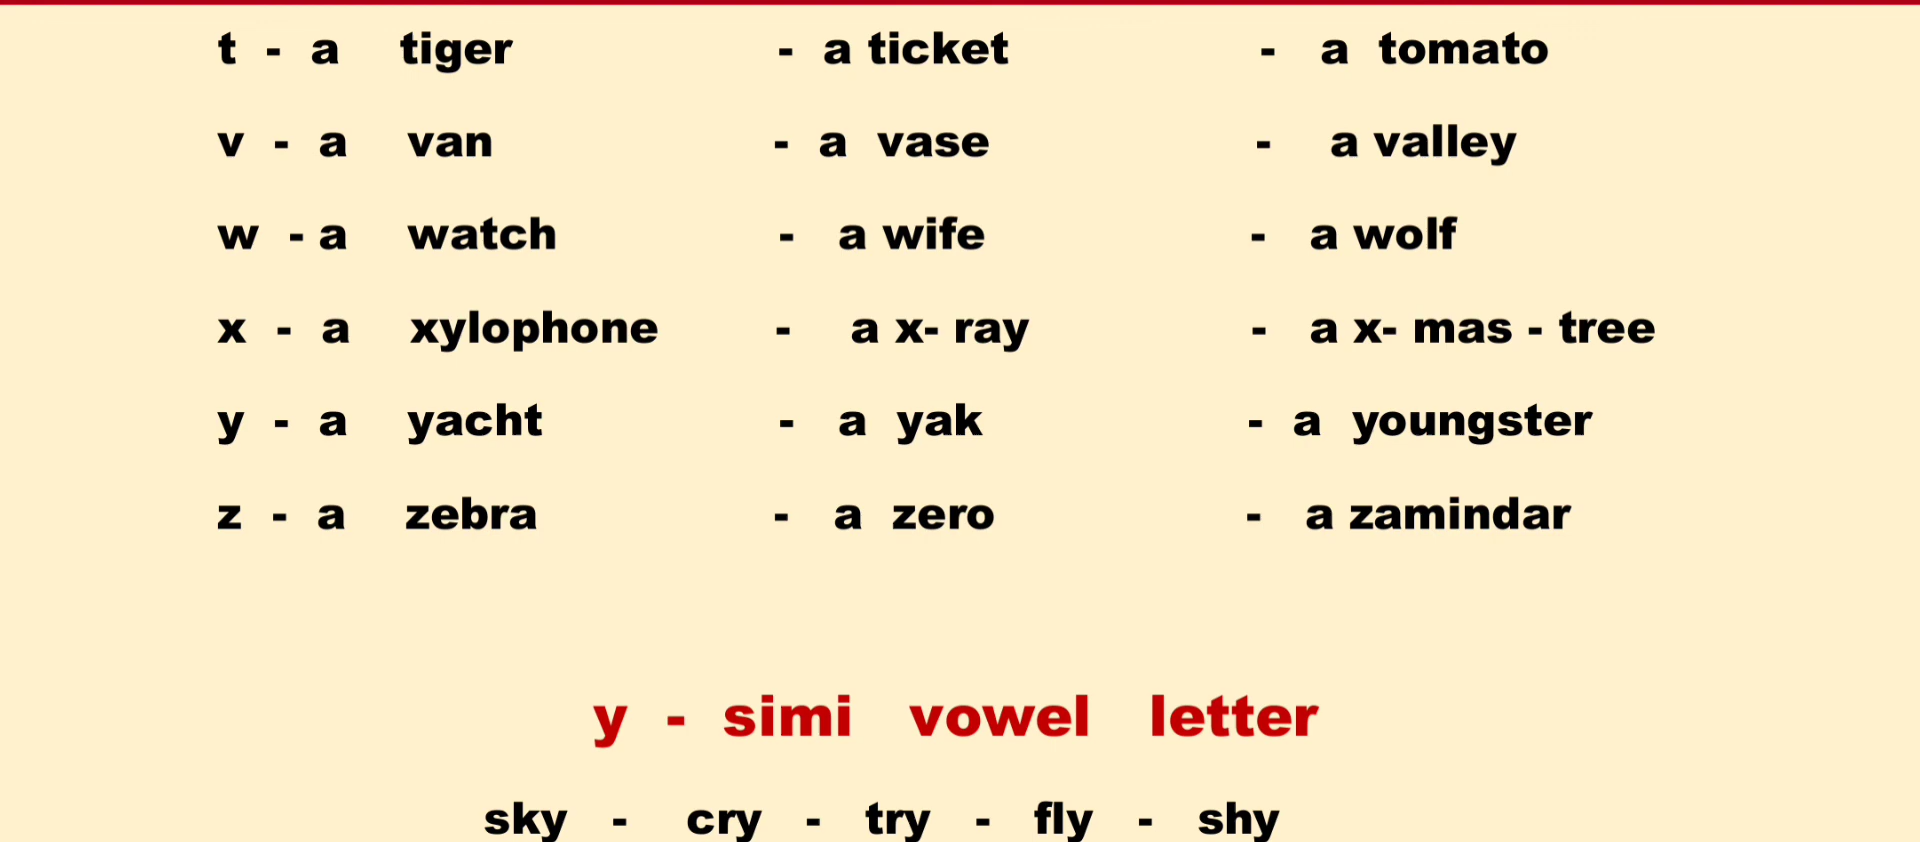 t - a tiger - a ticket - a tomato
v - a van - a vase - a valley
w - a watch - a wife - a wolf
x - a xylophone - a x- ray - a x- mas - tree
y - a yacht - a yak - a youngster
z - a zebra - a zero - a zamindar
y - simi vowel letter
sky - cry - try - fly - shy